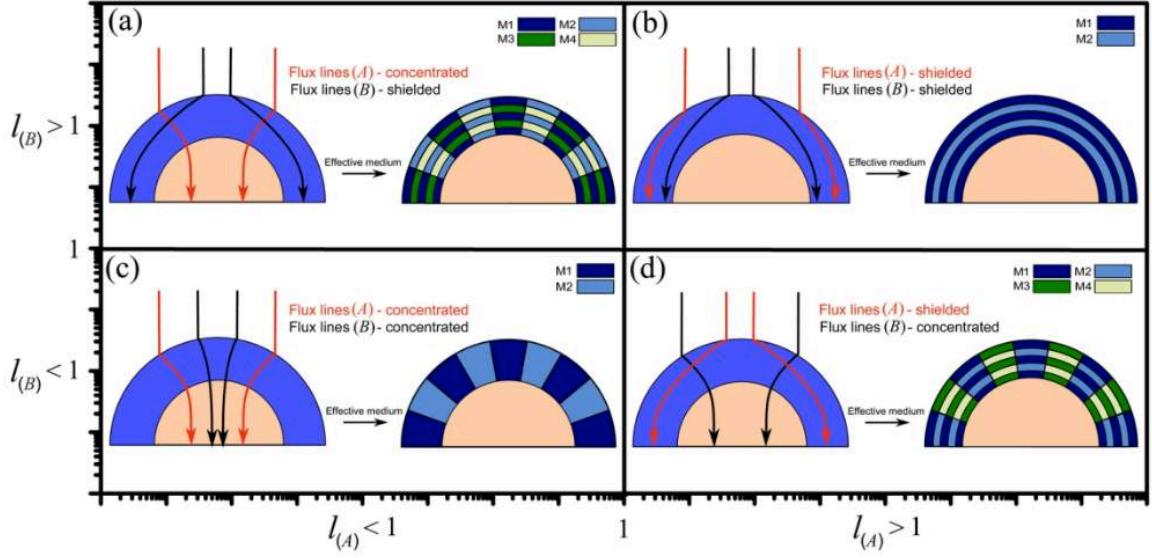 (a)
M1 M2
M3 M4
Flux lines (A) - concentrated
Flux lines (B) - shielded
Effective medium
(b)
M1
M2
Flux lines (A) - shielded
Flux lines (B) - shielded
Effective medium
l(B) > 1
1
1
(c)
M1
M2
Flux lines (A) - concentrated
Flux lines (B) - concentrated
Effective medium
(d)
M1 M2
M3 M4
Flux lines (A) - shielded
Flux lines (B) - concentrated
Effective medium
l(B) < 1
1
l(A) < 1
1
l(A) > 1